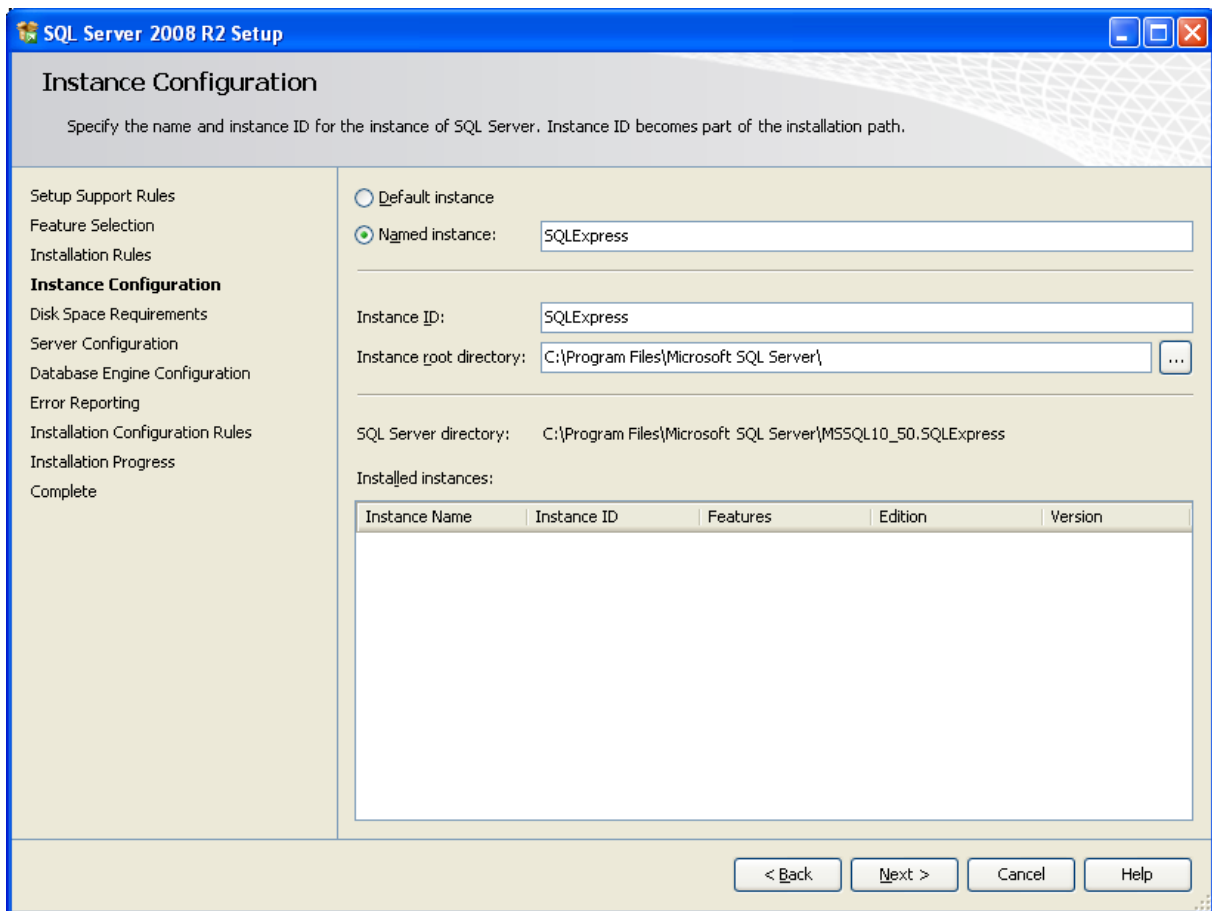 SQL Server 2008 R2 Setup
Instance Configuration
Specify the name and instance ID for the instance of SQL Server. Instance ID becomes part of the installation path.
Setup Support Rules
Feature Selection
Installation Rules
Instance Configuration
Disk Space Requirements
Server Configuration
Database Engine Configuration
Error Reporting
Installation Configuration Rules
Installation Progress
Complete
Default instance
Named instance: SQLExpress
Instance ID: SQLExpress
Instance root directory: C:\Program Files\Microsoft SQL Server\ ...
SQL Server directory: C:\Program Files\Microsoft SQL Server\MSSQL10_50.SQLExpress
Installed instances:
Instance Name Instance ID Features Edition Version
< Back Next > Cancel Help